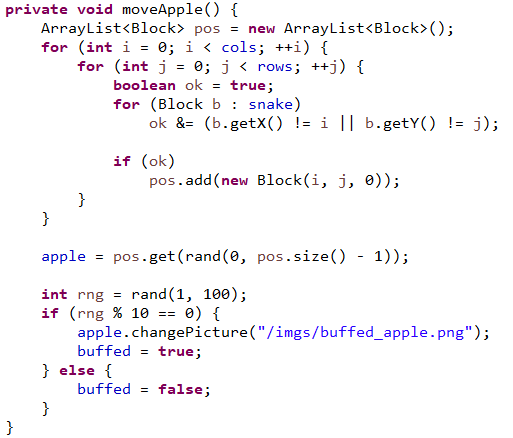 private void moveApple() {
    ArrayList<Block> pos = new ArrayList<Block>();
    for (int i = 0; i < cols; ++i) {
        for (int j = 0; j < rows; ++j) {
            boolean ok = true;
            for (Block b : snake)
                ok &= (b.getX() != i || b.getY() != j);

            if (ok)
                pos.add(new Block(i, j, 0));
        }
    }

    apple = pos.get(rand(0, pos.size() - 1));

    int rng = rand(1, 100);
    if (rng % 10 == 0) {
        apple.changePicture("/imgs/buffed_apple.png");
        buffed = true;
    } else {
        buffed = false;
    }
}